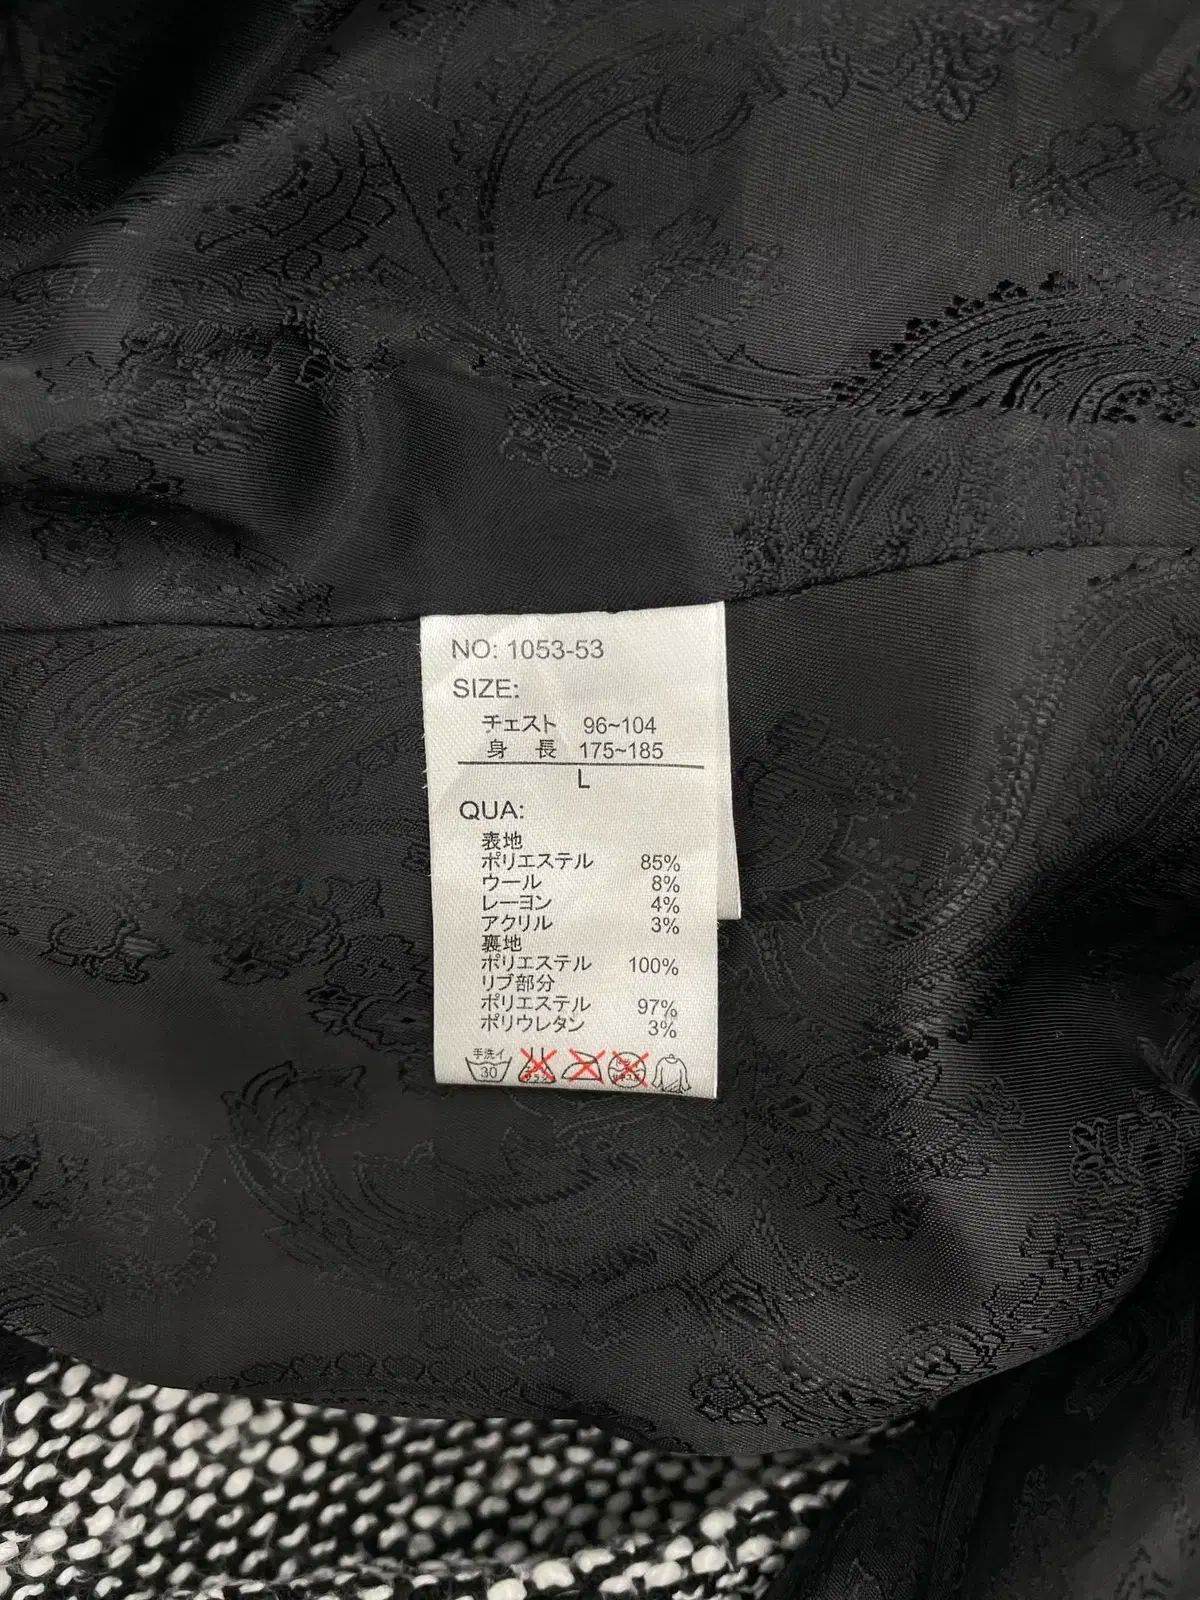 NO: 1053-53
SIZE:
チェスト 96~104
身 長 175~185
L
QUA:
表地
ポリエステル 85%
ウール 8%
レーヨン 4%
アクリル 3%
裏地
ポリエステル 100%
リブ部分
ポリエステル 97%
ポリウレタン 3%
手洗イ
30